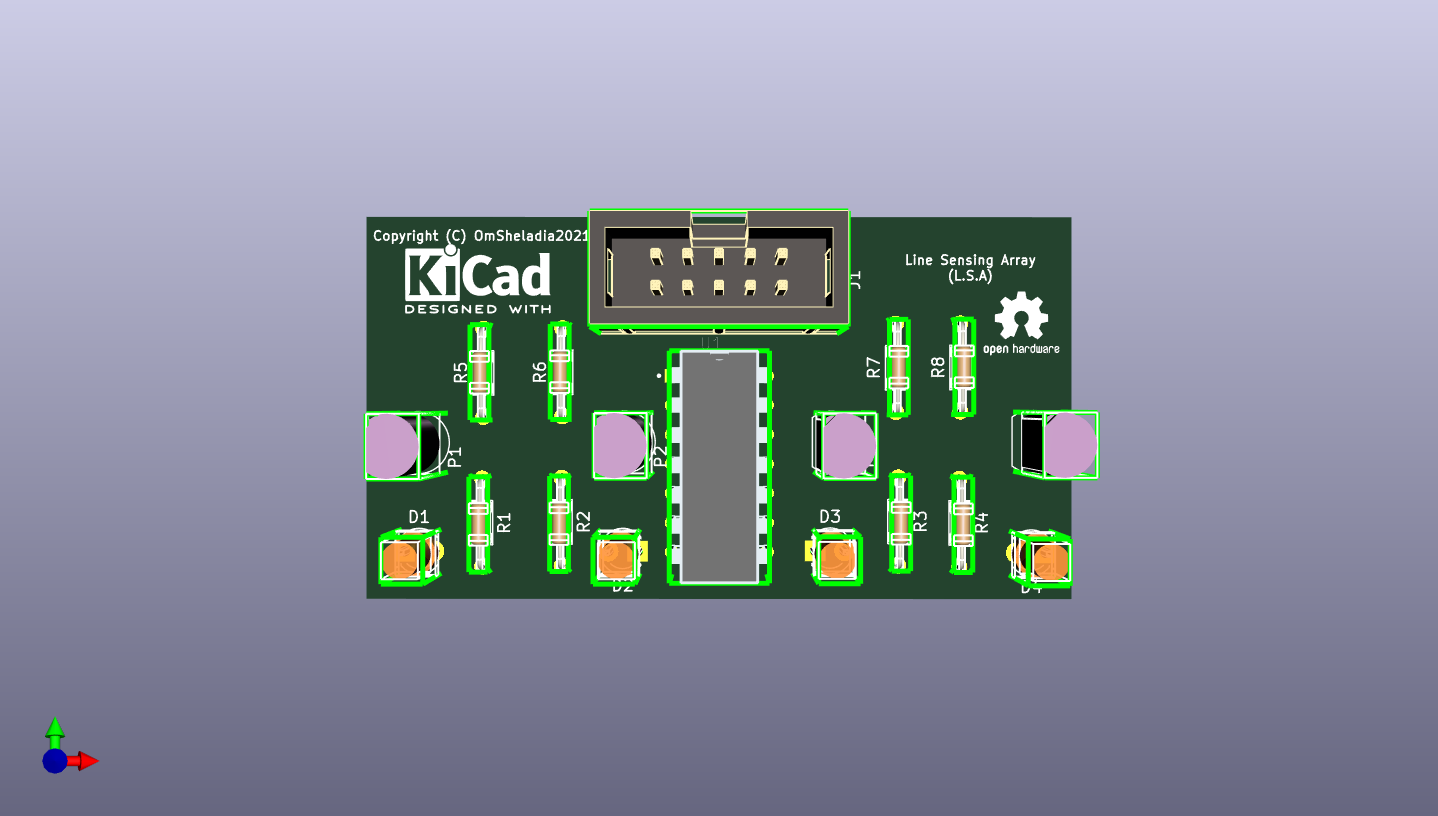 Copyright (C) OmSheladia2021
KiCad
DESIGNED WITH
J1
Line Sensing Array
(L.S.A)
open hardware
R5
R6
R7
R8
P1
P2
D1
R1
R2
D3
R3
R4
D2
D4